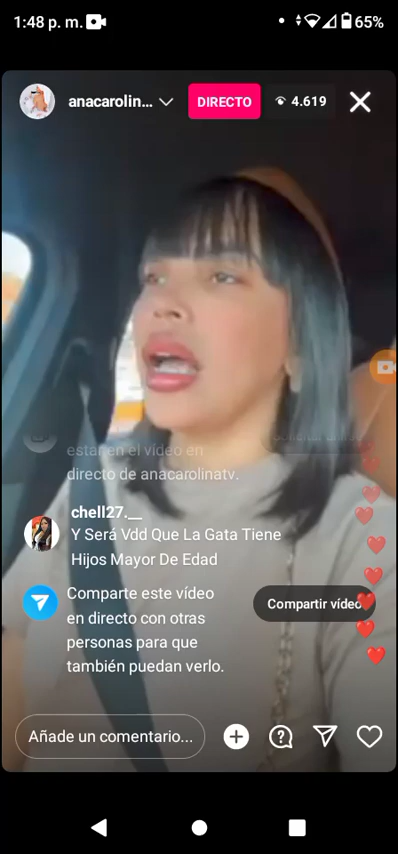 1:48 p. m.
65%
anacarolin...
DIRECTO
4.619
estar en el vídeo en
directo de anacarolinatv.
chell27.__
Y Será Vdd Que La Gata Tiene
Hijos Mayor De Edad
Comparte este vídeo
en directo con otras
personas para que
también puedan verlo.
Compartir vídeo
Añade un comentario...